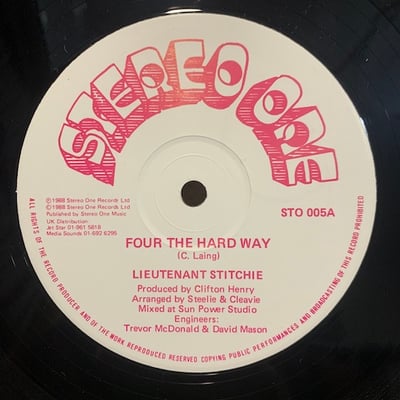 STEREO ONE
℗1988 Stereo One Records Ltd
©1988 Stereo One Records Ltd
Published by Stereo One Music
UK Distribution:
Jet Star 01-961 5818
Media Sounds 01-692 6295
STO 005A
FOUR THE HARD WAY
(C. Laing)
LIEUTENANT STITCHIE
Produced by Clifton Henry
Arranged by Steelie & Cleavie
Mixed at Sun Power Studio
Engineers:
Trevor McDonald & David Mason
ALL RIGHTS OF THE RECORD PRODUCER AND OF THE WORK REPRODUCED RESERVED COPYING PUBLIC PERFORMANCES AND BROADCASTING OF THIS RECORD PROHIBITED